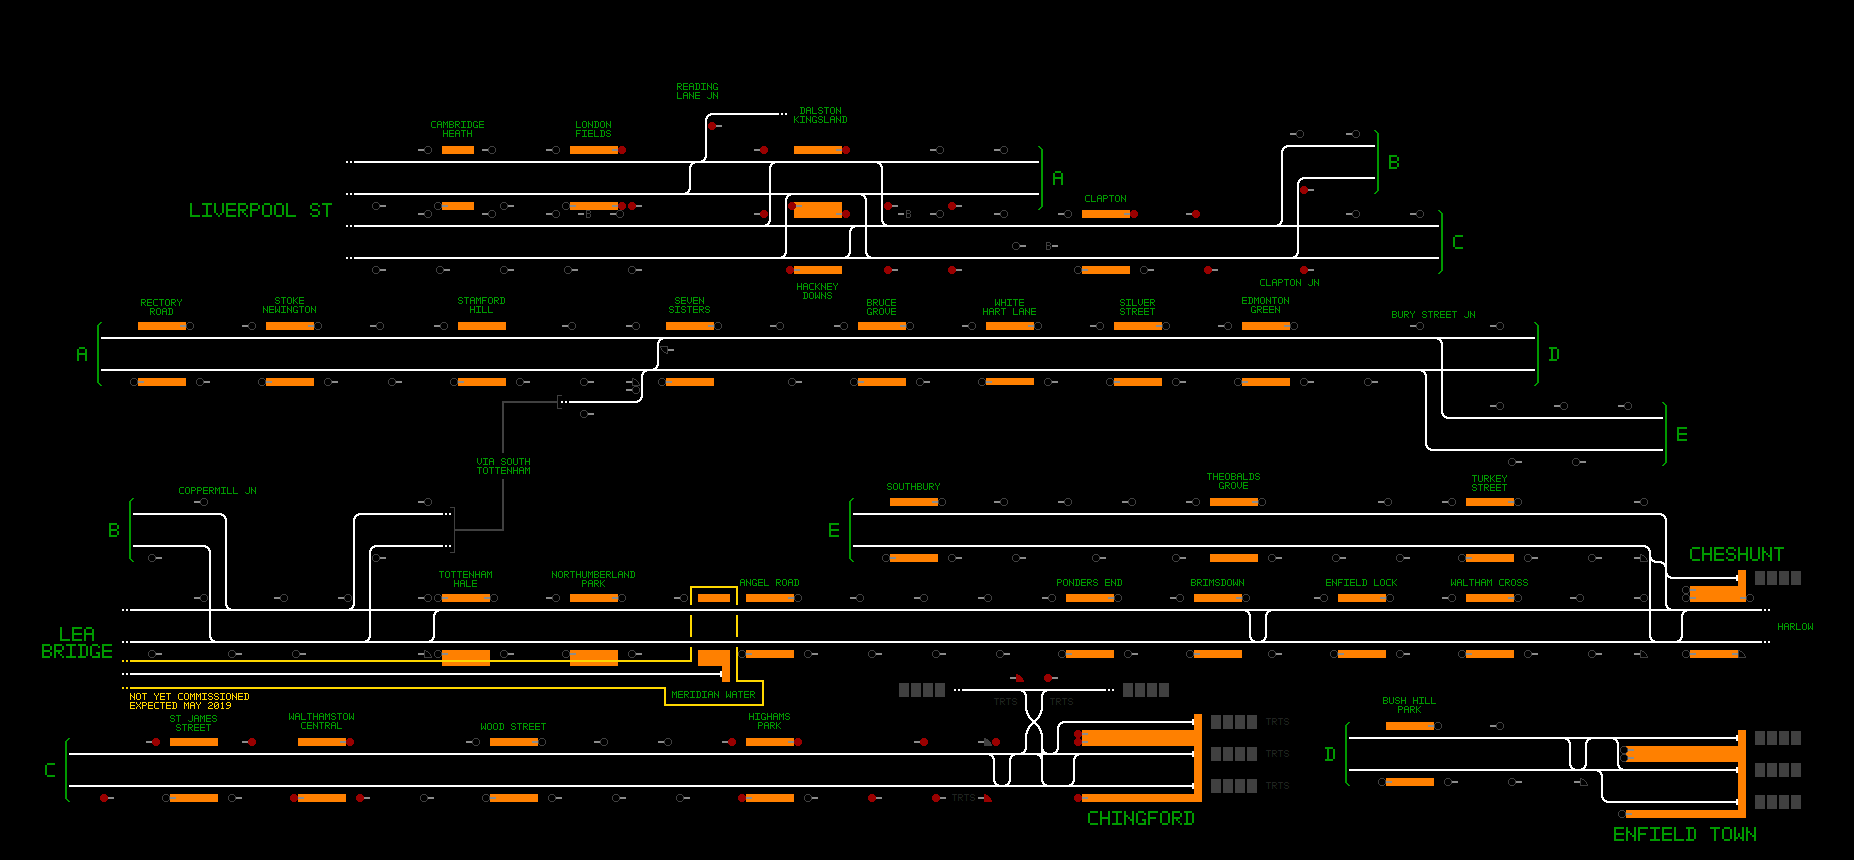 READING
LANE JN
DALSTON
KINGSLAND
CAMBRIDGE
HEATH
LONDON
FIELDS
B
A
CLAPTON
LIVERPOOL ST
B
B
C
B
HACKNEY
DOWNS
CLAPTON JN
RECTORY
ROAD
STOKE
NEWINGTON
STAMFORD
HILL
SEVEN
SISTERS
BRUCE
GROVE
WHITE
HART LANE
SILVER
STREET
EDMONTON
GREEN
BURY STREET JN
A
D
E
VIA SOUTH
TOTTENHAM
COPPERMILL JN
B
SOUTHBURY
THEOBALDS
GROVE
TURKEY
STREET
E
CHESHUNT
TOTTENHAM
HALE
NORTHUMBERLAND
PARK
ANGEL ROAD
PONDERS END
BRIMSDOWN
ENFIELD LOCK
WALTHAM CROSS
HARLOW
LEA
BRIDGE
MERIDIAN WATER
NOT YET COMMISSIONED
EXPECTED MAY 2019
TRTS
TRTS
ST JAMES
STREET
WALTHAMSTOW
CENTRAL
WOOD STREET
HIGHAMS
PARK
TRTS
BUSH HILL
PARK
C
TRTS
D
TRTS
TRTS
CHINGFORD
ENFIELD TOWN